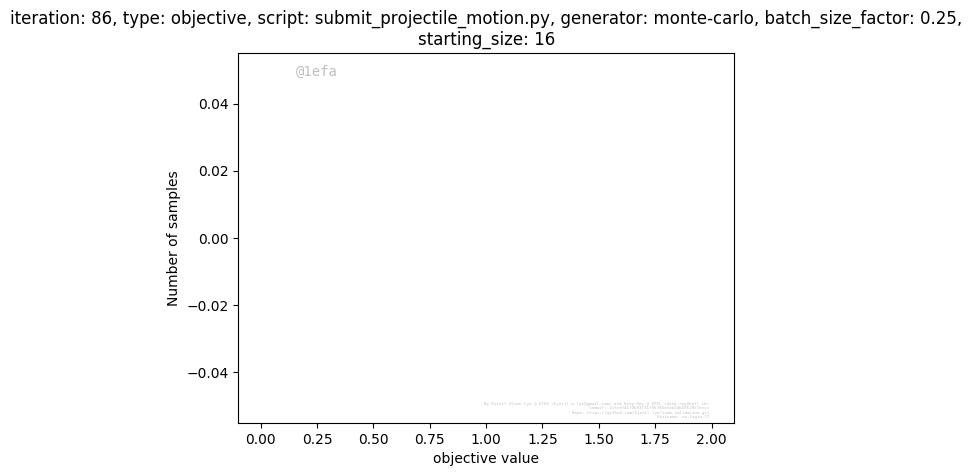 iteration: 86, type: objective, script: submit_projectile_motion.py, generator: monte-carlo, batch_size_factor: 0.25,
starting_size: 16
@1efa
0.04
0.02
0.00
−0.02
−0.04
Number of samples
0.00 0.25 0.50 0.75 1.00 1.25 1.50 1.75 2.00
objective value